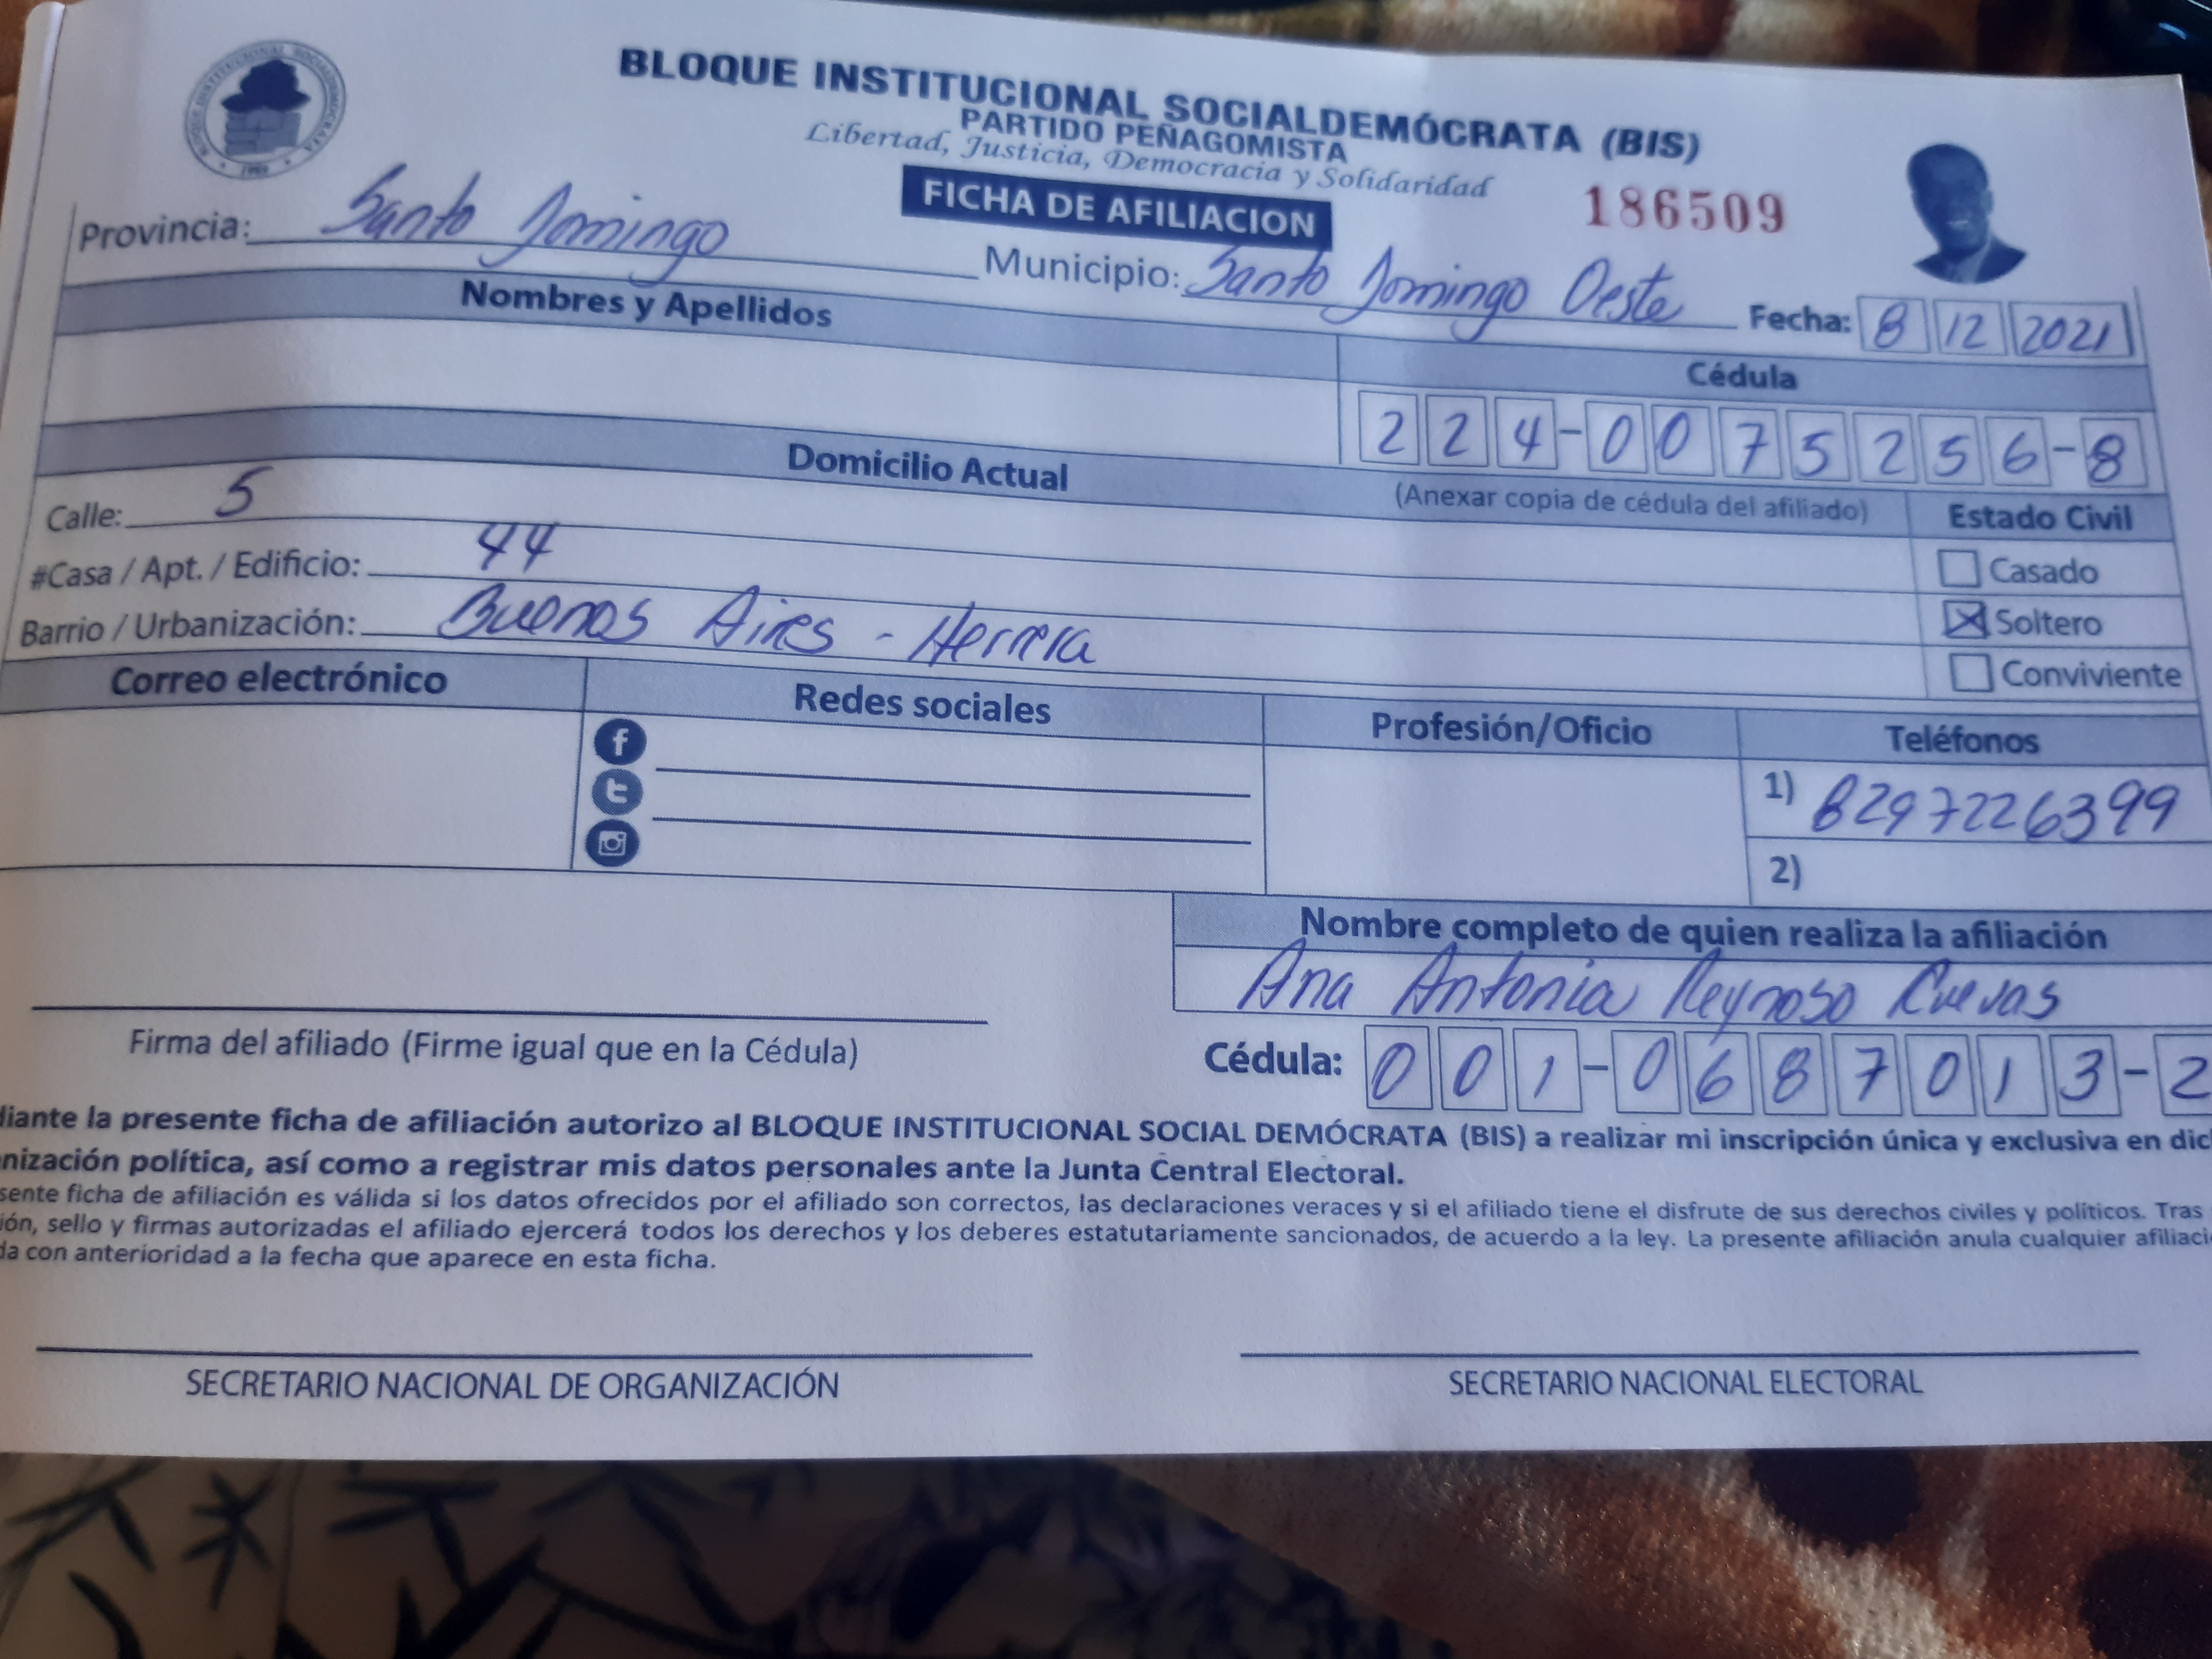 BLOQUE INSTITUCIONAL SOCIALDEMÓCRATA (BIS)
PARTIDO PEÑAGOMISTA
Libertad, Justicia, Democracia y Solidaridad
FICHA DE AFILIACION
186509
BLOQUE INSTITUCIONAL SOCIALDEMÓCRATA
Provincia: Santo Domingo
Municipio: Santo Domingo Oeste
Fecha: 8 12 2021
Nombres y Apellidos
Cédula
224-0075256-8
Domicilio Actual
(Anexar copia de cédula del afiliado)
Estado Civil
Calle: 5
Casado
#Casa / Apt. / Edificio: 44
Soltero
Barrio / Urbanización: Buenos Aires - Herrera
Conviviente
Correo electrónico
Redes sociales
Profesión/Oficio
Teléfonos
1) 8297226399
2)
Nombre completo de quien realiza la afiliación
Ana Antonia Reynoso Cuevas
Firma del afiliado (Firme igual que en la Cédula)
Cédula: 001-0687013-2
diante la presente ficha de afiliación autorizo al BLOQUE INSTITUCIONAL SOCIAL DEMÓCRATA (BIS) a realizar mi inscripción única y exclusiva en dic
nización política, así como a registrar mis datos personales ante la Junta Central Electoral.
sente ficha de afiliación es válida si los datos ofrecidos por el afiliado son correctos, las declaraciones veraces y si el afiliado tiene el disfrute de sus derechos civiles y políticos. Tras
ión, sello y firmas autorizadas el afiliado ejercerá todos los derechos y los deberes estatutariamente sancionados, de acuerdo a la ley. La presente afiliación anula cualquier afiliaci
da con anterioridad a la fecha que aparece en esta ficha.
SECRETARIO NACIONAL DE ORGANIZACIÓN
SECRETARIO NACIONAL ELECTORAL